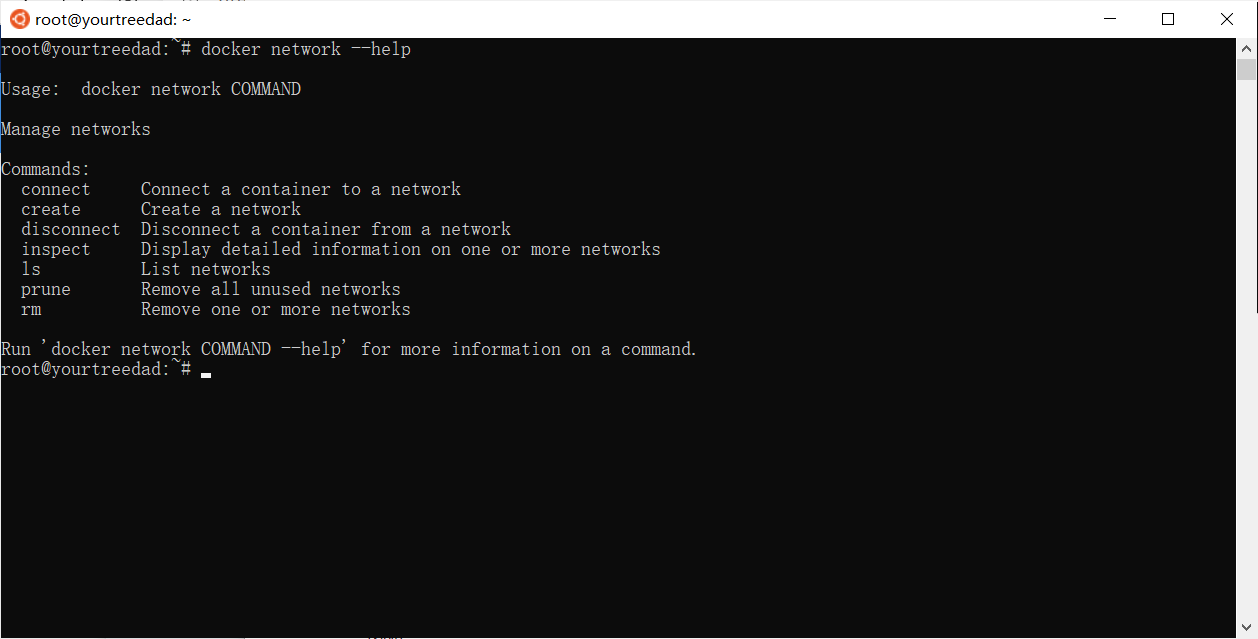 root@yourtreedad: ~
root@yourtreedad:~# docker network --help
Usage:  docker network COMMAND
Manage networks
Commands:
  connect     Connect a container to a network
  create      Create a network
  disconnect  Disconnect a container from a network
  inspect     Display detailed information on one or more networks
  ls          List networks
  prune       Remove all unused networks
  rm          Remove one or more networks
Run 'docker network COMMAND --help' for more information on a command.
root@yourtreedad:~#